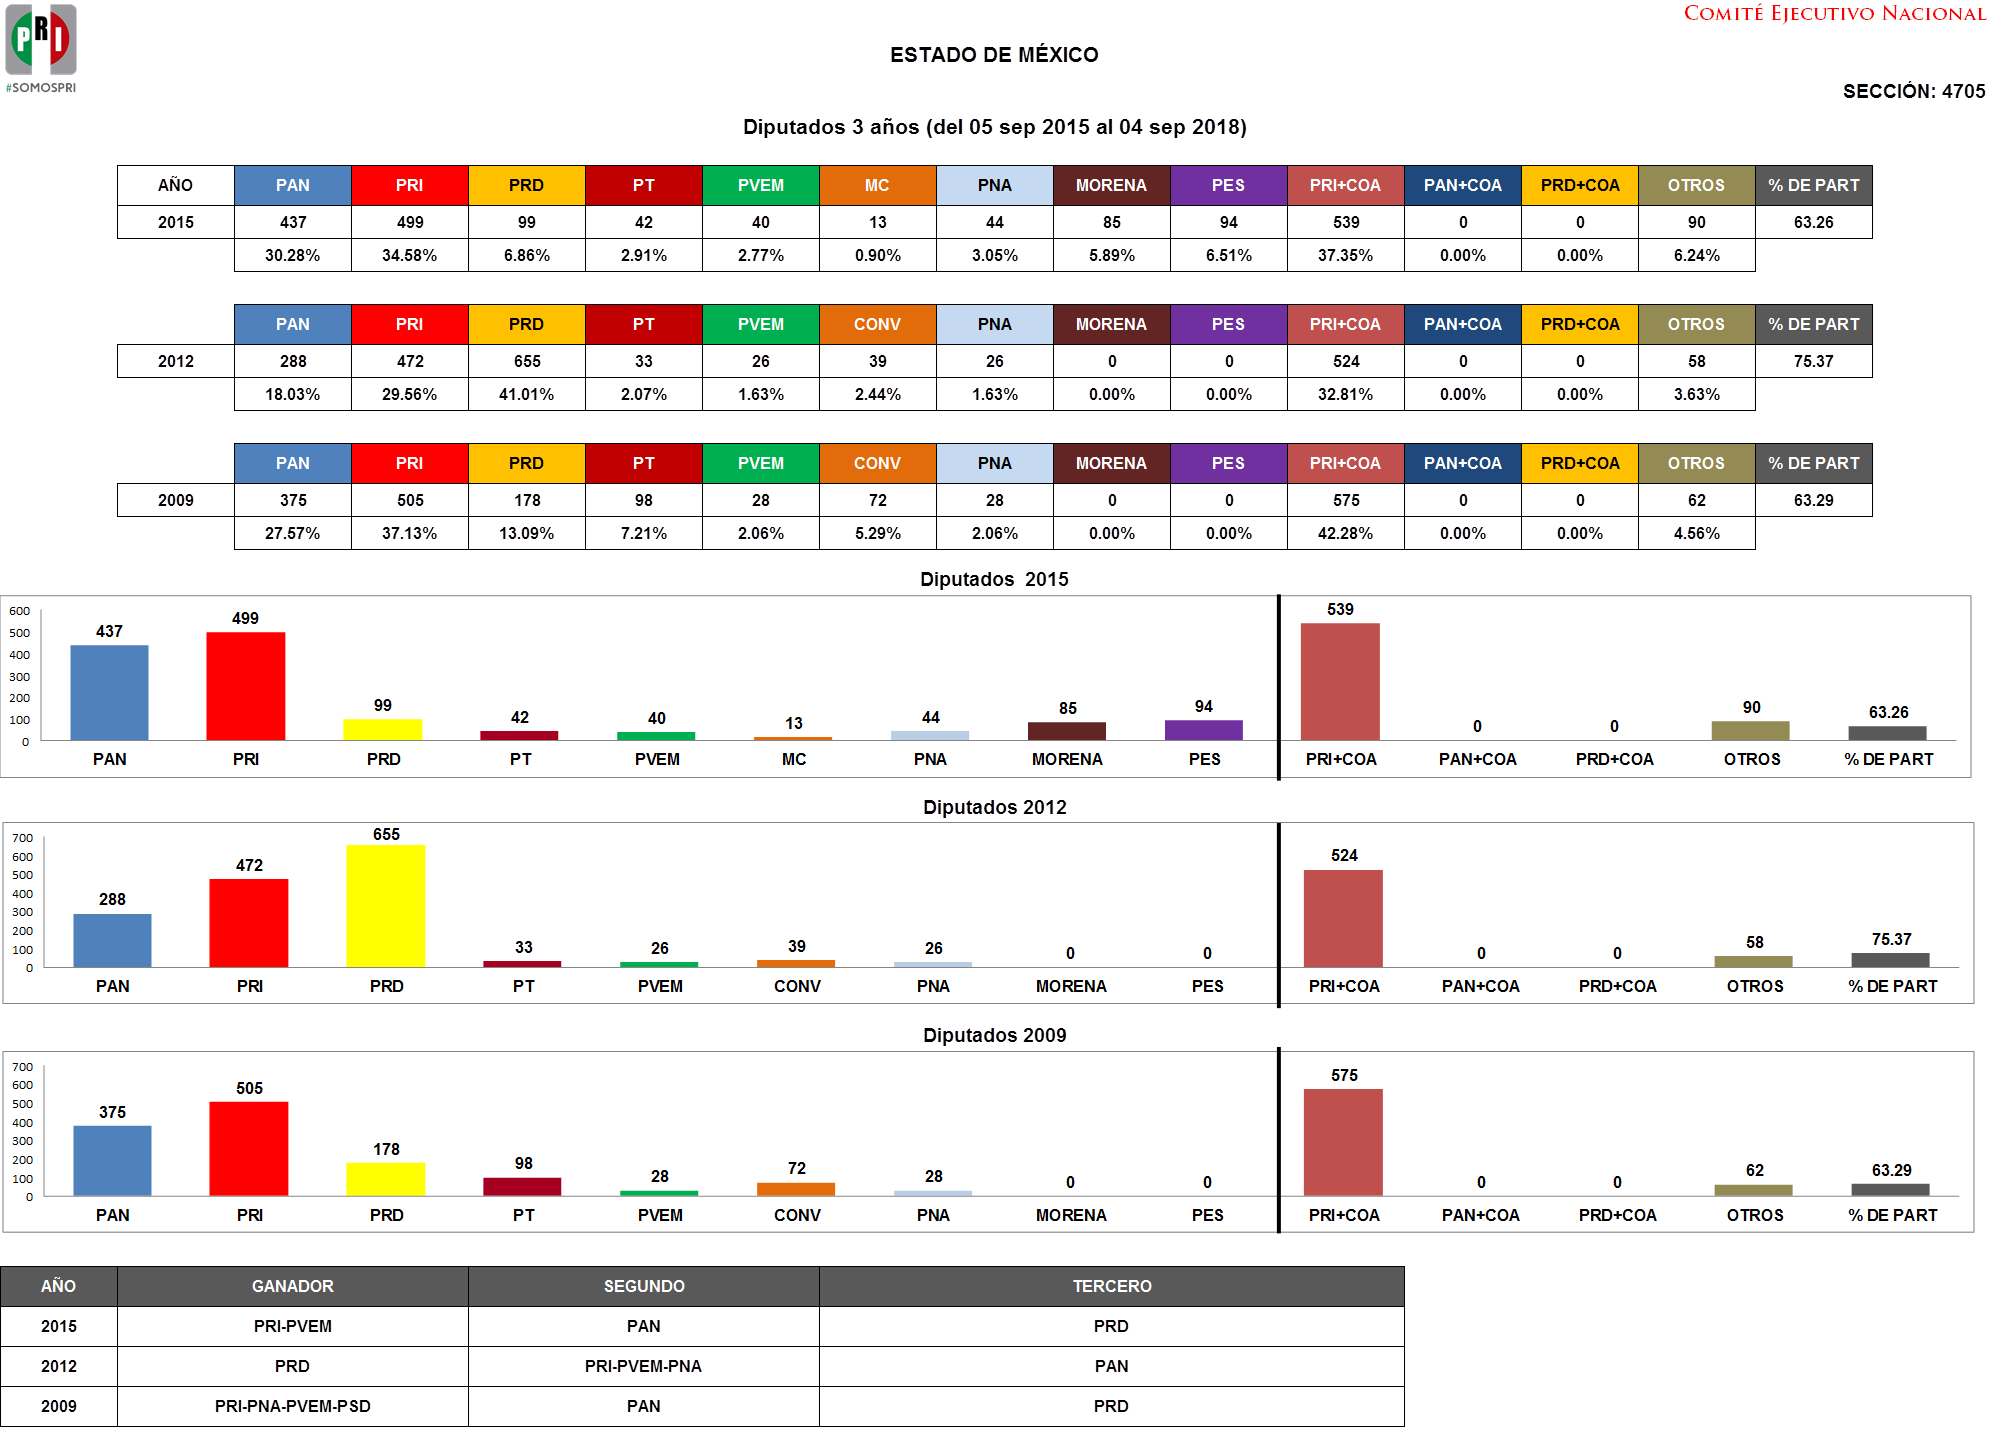 PRI
#SOMOSPRI
COMITÉ EJECUTIVO NACIONAL
ESTADO DE MÉXICO
SECCIÓN: 4705
Diputados 3 años (del 05 sep 2015 al 04 sep 2018)
AÑO PAN PRI PRD PT PVEM MC PNA MORENA PES PRI+COA PAN+COA PRD+COA OTROS % DE PART
2015 437 499 99 42 40 13 44 85 94 539 0 0 90 63.26
30.28% 34.58% 6.86% 2.91% 2.77% 0.90% 3.05% 5.89% 6.51% 37.35% 0.00% 0.00% 6.24%
PAN PRI PRD PT PVEM CONV PNA MORENA PES PRI+COA PAN+COA PRD+COA OTROS % DE PART
2012 288 472 655 33 26 39 26 0 0 524 0 0 58 75.37
18.03% 29.56% 41.01% 2.07% 1.63% 2.44% 1.63% 0.00% 0.00% 32.81% 0.00% 0.00% 3.63%
PAN PRI PRD PT PVEM CONV PNA MORENA PES PRI+COA PAN+COA PRD+COA OTROS % DE PART
2009 375 505 178 98 28 72 28 0 0 575 0 0 62 63.29
27.57% 37.13% 13.09% 7.21% 2.06% 5.29% 2.06% 0.00% 0.00% 42.28% 0.00% 0.00% 4.56%
Diputados 2015
600
500
400
300
200
100
0
437 499 99 42 40 13 44 85 94 539 0 0 90 63.26
PAN PRI PRD PT PVEM MC PNA MORENA PES PRI+COA PAN+COA PRD+COA OTROS % DE PART
Diputados 2012
700
600
500
400
300
200
100
0
288 472 655 33 26 39 26 0 0 524 0 0 58 75.37
PAN PRI PRD PT PVEM CONV PNA MORENA PES PRI+COA PAN+COA PRD+COA OTROS % DE PART
Diputados 2009
700
600
500
400
300
200
100
0
375 505 178 98 28 72 28 0 0 575 0 0 62 63.29
PAN PRI PRD PT PVEM CONV PNA MORENA PES PRI+COA PAN+COA PRD+COA OTROS % DE PART
AÑO GANADOR SEGUNDO TERCERO
2015 PRI-PVEM PAN PRD
2012 PRD PRI-PVEM-PNA PAN
2009 PRI-PNA-PVEM-PSD PAN PRD